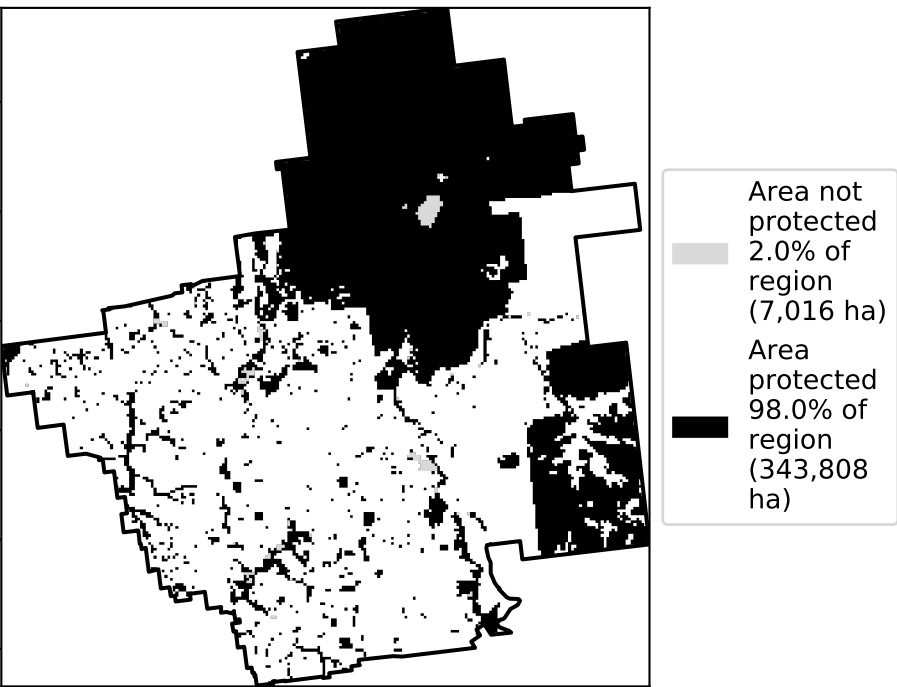 Area not
protected
2.0% of
region
(7,016 ha)
Area
protected
98.0% of
region
(343,808
ha)